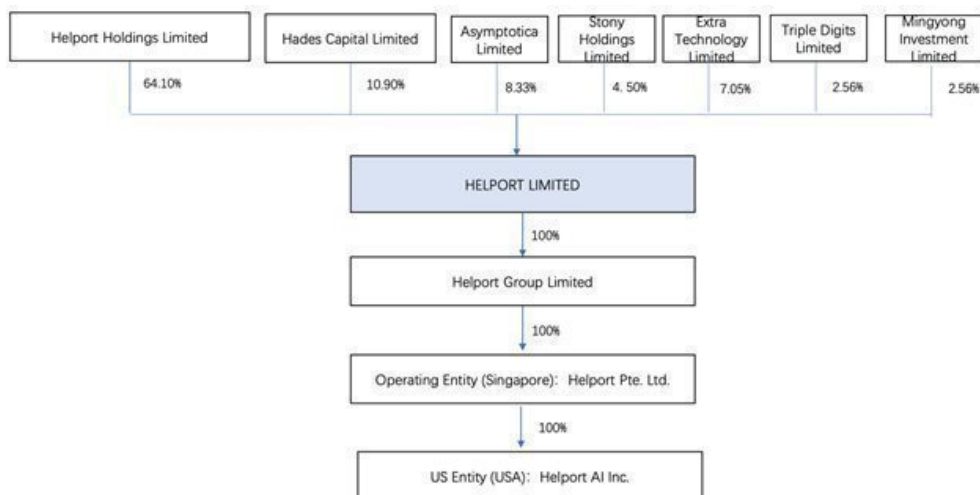 Helport Holdings Limited
Hades Capital Limited
Asymptotica
Limited
Stony
Holdings
Limited
Extra
Technology
Limited
Triple Digits
Limited
Mingyong
Investment
Limited
64.10%
10.90%
8.33%
4. 50%
7.05%
2.56%
2.56%
HELPORT LIMITED
100%
Helport Group Limited
100%
Operating Entity (Singapore): Helport Pte. Ltd.
100%
US Entity (USA): Helport AI Inc.